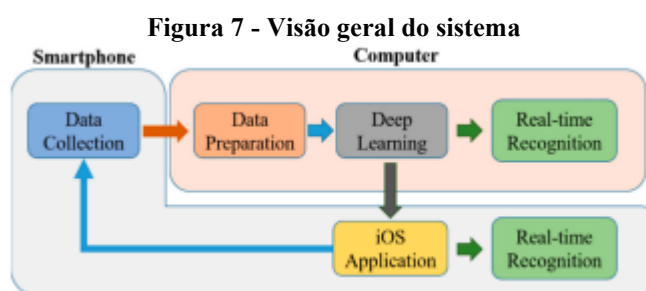 Figura 7 - Visão geral do sistema
Smartphone
Computer
Data
Collection
Data
Preparation
Deep
Learning
Real-time
Recognition
iOS
Application
Real-time
Recognition